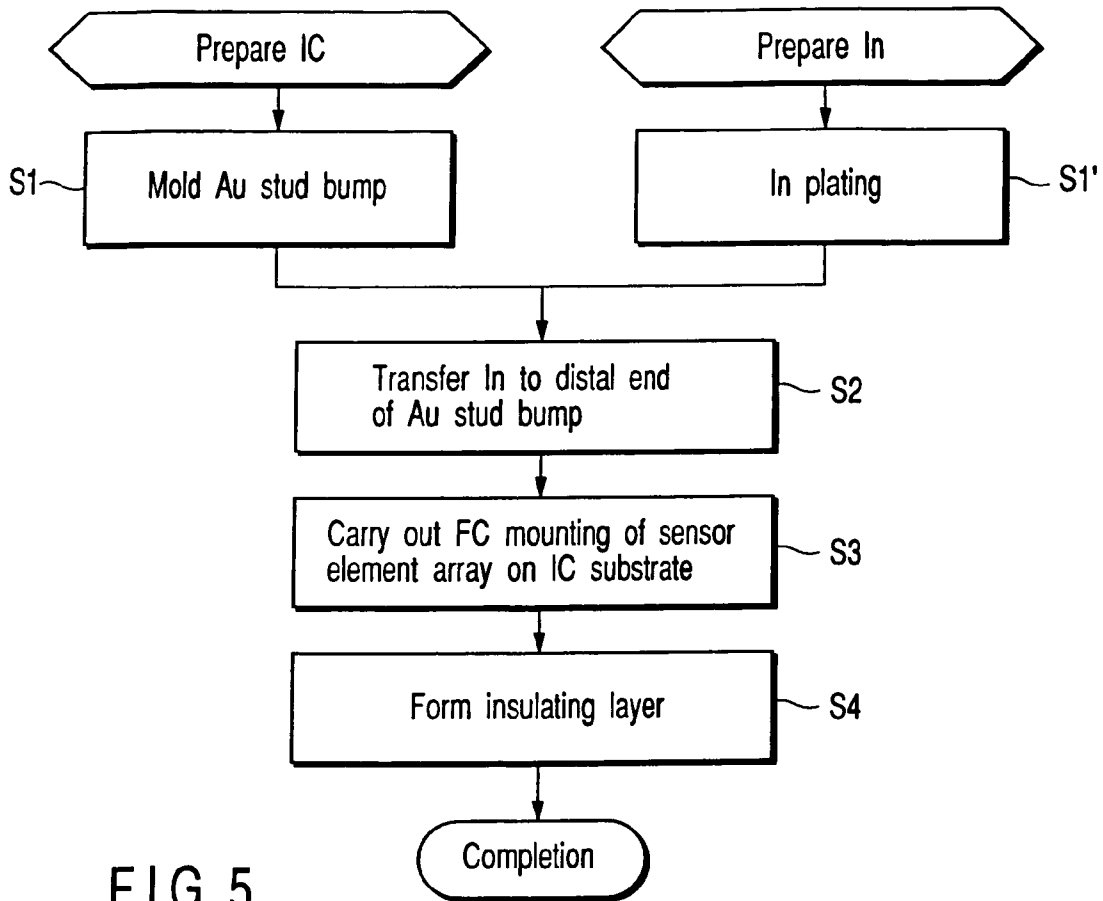 Prepare IC
Prepare In
S1
Mold Au stud bump
In plating
S1'
Transfer In to distal end
of Au stud bump
S2
Carry out FC mounting of sensor
element array on IC substrate
S3
Form insulating layer
S4
Completion
FIG. 5